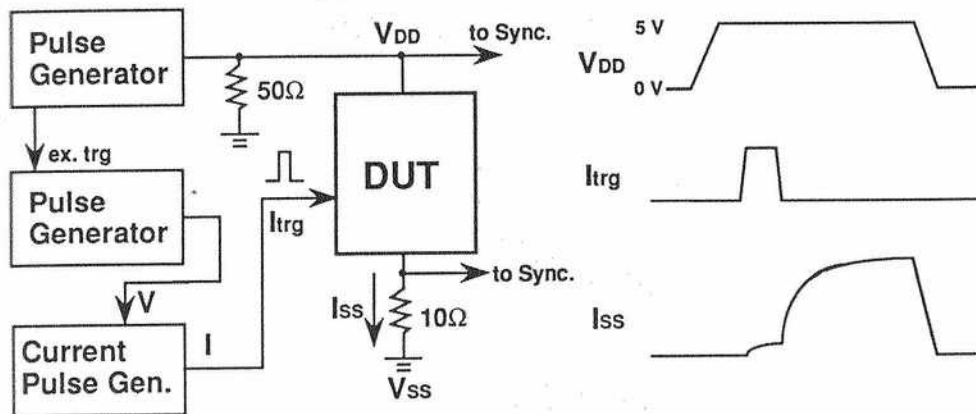 Pulse
Generator
ex. trg
Pulse
Generator
V
Current
Pulse Gen.
I
50Ω
VDD
to Sync.
Itrg
DUT
to Sync.
ISS
10Ω
VSS
5 V
VDD
0 V
Itrg
ISS